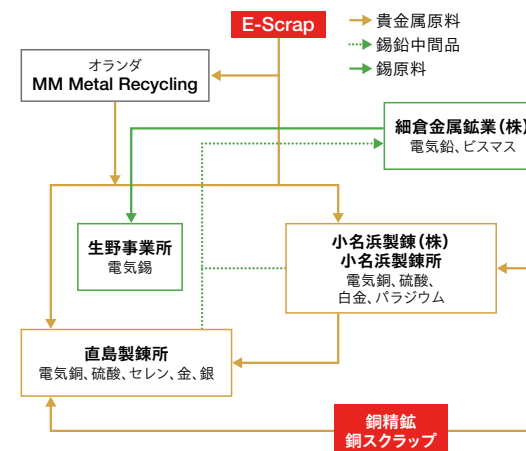 E-Scrap
貴金属原料
錫鉛中間品
錫原料
オランダ
MM Metal Recycling
細倉金属鉱業(株)
電気鉛、ビスマス
生野事業所
電気錫
小名浜製錬(株)
小名浜製錬所
電気銅、硫酸、
白金、パラジウム
直島製錬所
電気銅、硫酸、セレン、金、銀
銅精鉱
銅スクラップ